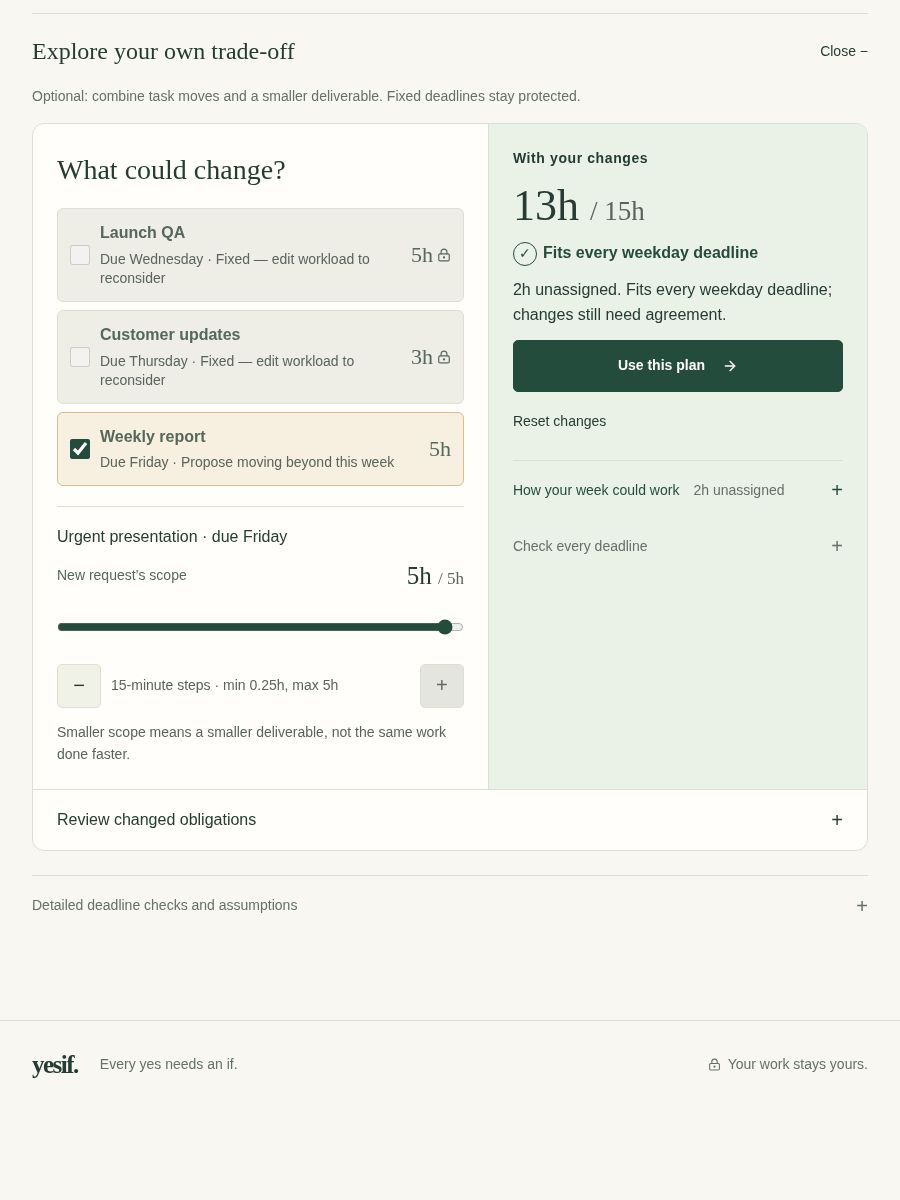 Explore your own trade-off
Close −
Optional: combine task moves and a smaller deliverable. Fixed deadlines stay protected.
What could change?
Launch QA
Due Wednesday · Fixed — edit workload to
reconsider
5h
Customer updates
Due Thursday · Fixed — edit workload to
reconsider
3h
Weekly report
Due Friday · Propose moving beyond this week
5h
Urgent presentation · due Friday
New request's scope
5h / 5h
−
15-minute steps · min 0.25h, max 5h
+
Smaller scope means a smaller deliverable, not the same work
done faster.
With your changes
13h / 15h
✓ Fits every weekday deadline
2h unassigned. Fits every weekday deadline;
changes still need agreement.
Use this plan →
Reset changes
How your week could work 2h unassigned +
Check every deadline +
Review changed obligations +
Detailed deadline checks and assumptions +
yesif. Every yes needs an if.
Your work stays yours.